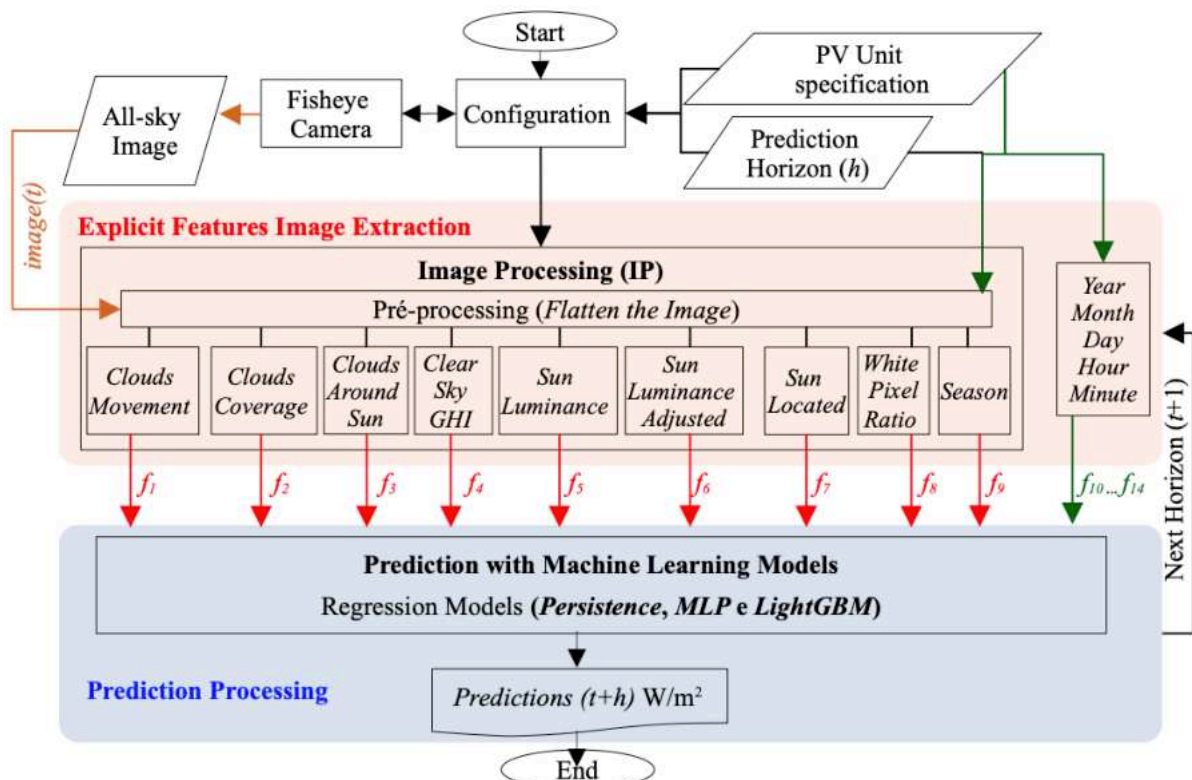 Start
PV Unit
specification
All-sky
Image
Fisheye
Camera
Configuration
Prediction
Horizon (h)
image(t)
Explicit Features Image Extraction
Image Processing (IP)
Pré-processing (Flatten the Image)
Clouds
Movement
Clouds
Coverage
Clouds
Around
Sun
Clear
Sky
GHI
Sun
Luminance
Sun
Luminance
Adjusted
Sun
Located
White
Pixel
Ratio
Season
Year
Month
Day
Hour
Minute
f1
f2
f3
f4
f5
f6
f7
f8
f9
f10...f14
Next Horizon (t+1)
Prediction with Machine Learning Models
Regression Models (Persistence, MLP e LightGBM)
Prediction Processing
Predictions (t+h) W/m²
End